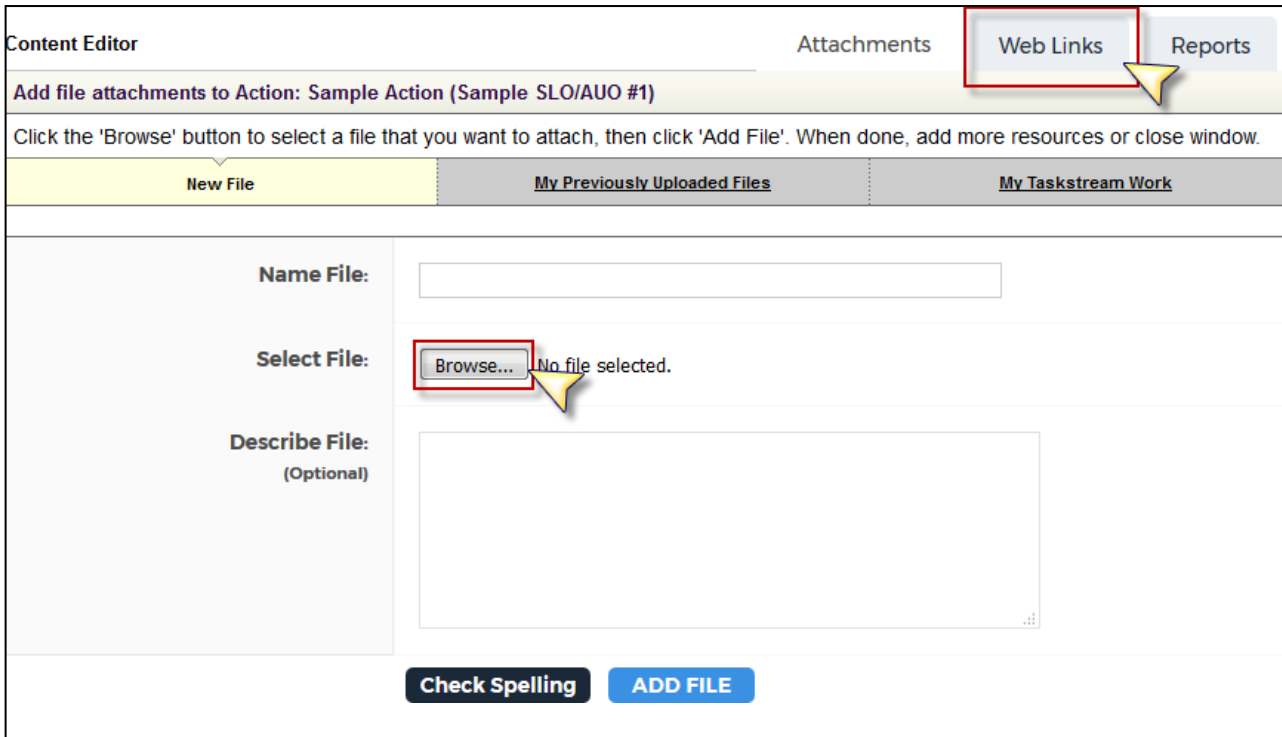 Content Editor
Attachments
Web Links
Reports
Add file attachments to Action: Sample Action (Sample SLO/AUO #1)
Click the 'Browse' button to select a file that you want to attach, then click 'Add File'. When done, add more resources or close window.
New File
My Previously Uploaded Files
My Taskstream Work
Name File:
Select File:
Browse... No file selected.
Describe File:
(Optional)
Check Spelling
ADD FILE